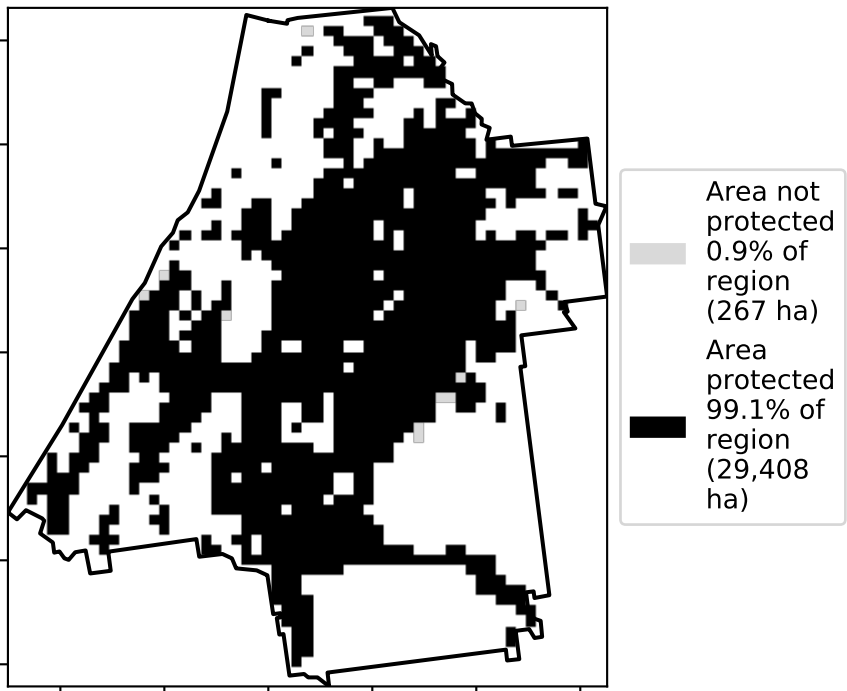 Area not
protected
0.9% of
region
(267 ha)
Area
protected
99.1% of
region
(29,408
ha)